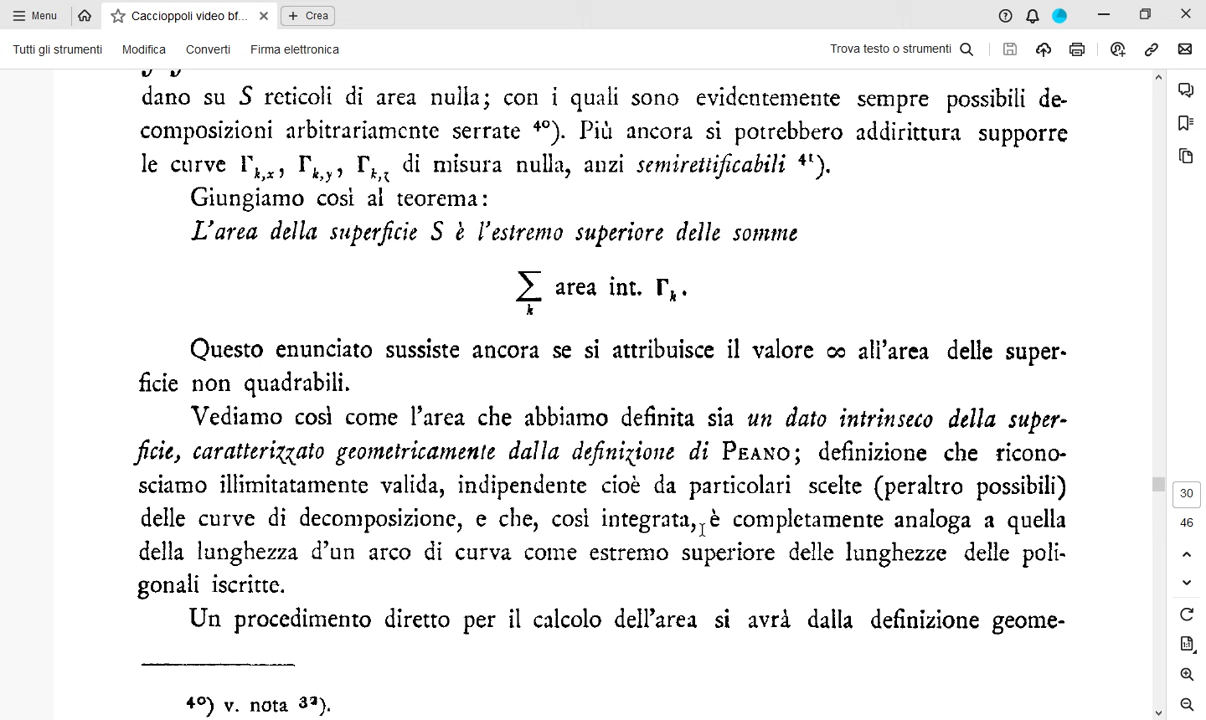 Menu
Caccioppoli video bf...
Crea
Tutti gli strumenti Modifica Converti Firma elettronica
Trova testo o strumenti
dano su S reticoli di area nulla; con i quali sono evidentemente sempre possibili de-
composizioni arbitrariamente serrate 40). Più ancora si potrebbero addirittura supporre
le curve Γk,x, Γk,y, Γk,z di misura nulla, anzi semirettificabili 41).
Giungiamo così al teorema:
L'area della superficie S è l'estremo superiore delle somme
∑k area int. Γk.
Questo enunciato sussiste ancora se si attribuisce il valore ∞ all'area delle super-
ficie non quadrabili.
Vediamo così come l'area che abbiamo definita sia un dato intrinseco della super-
ficie, caratterizzato geometricamente dalla definizione di PEANO; definizione che ricono-
sciamo illimitatamente valida, indipendente cioè da particolari scelte (peraltro possibili)
delle curve di decomposizione, e che, così integrata, è completamente analoga a quella
della lunghezza d'un arco di curva come estremo superiore delle lunghezze delle poli-
gonali iscritte.
Un procedimento diretto per il calcolo dell'area si avrà dalla definizione geome-
40) v. nota 32).
30
46